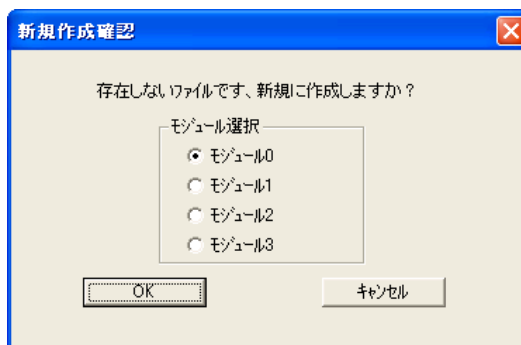 新規作成確認
存在しないﾌｧｲﾙです、新規に作成しますか？
ﾓｼﾞｭｰﾙ選択
ﾓｼﾞｭｰﾙ0
ﾓｼﾞｭｰﾙ1
ﾓｼﾞｭｰﾙ2
ﾓｼﾞｭｰﾙ3
OK
ｷｬﾝｾﾙ